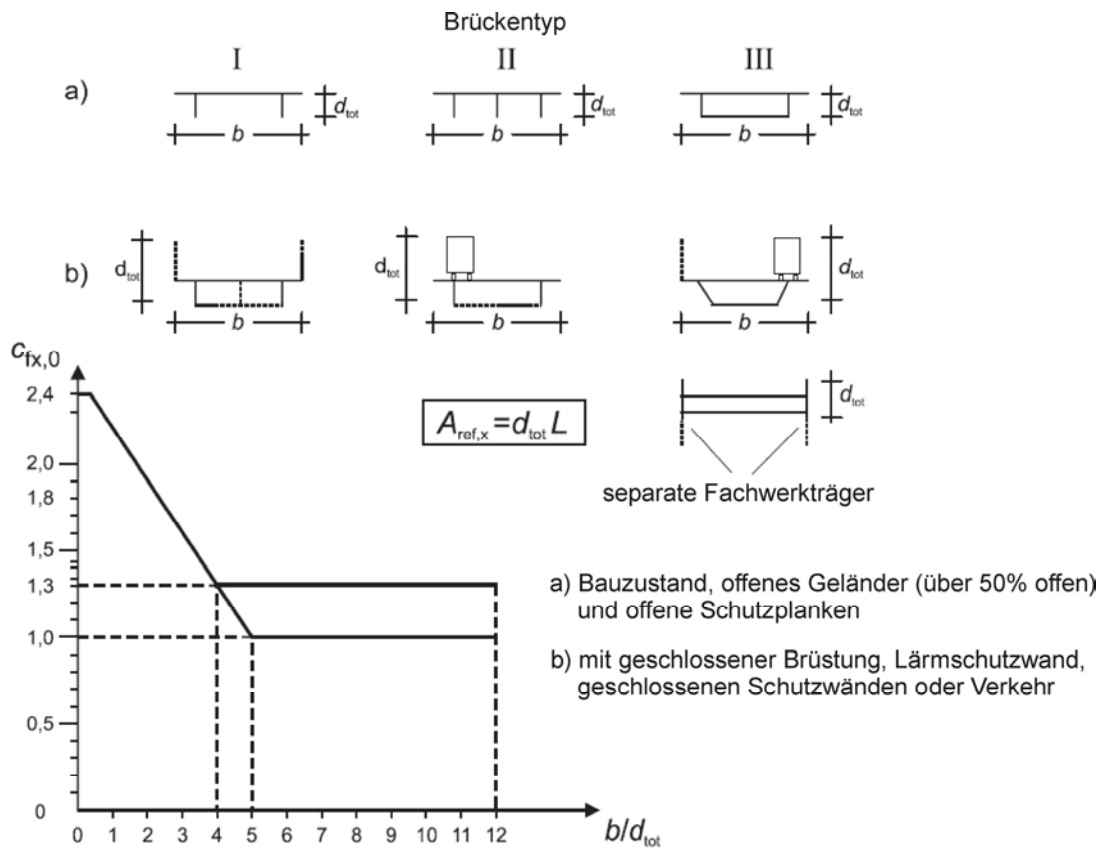 Brückentyp
I II III
a)
d_tot d_tot d_tot
b b b
b)
d_tot d_tot d_tot
b b b
c_fx,0
2,4
2,0
1,8
1,5
1,3
1,0
0,5
0
0 1 2 3 4 5 6 7 8 9 10 11 12
b/d_tot
A_ref,x = d_tot L
d_tot
separate Fachwerkträger
a) Bauzustand, offenes Geländer (über 50% offen)
und offene Schutzplanken
b) mit geschlossener Brüstung, Lärmschutzwand,
geschlossenen Schutzwänden oder Verkehr